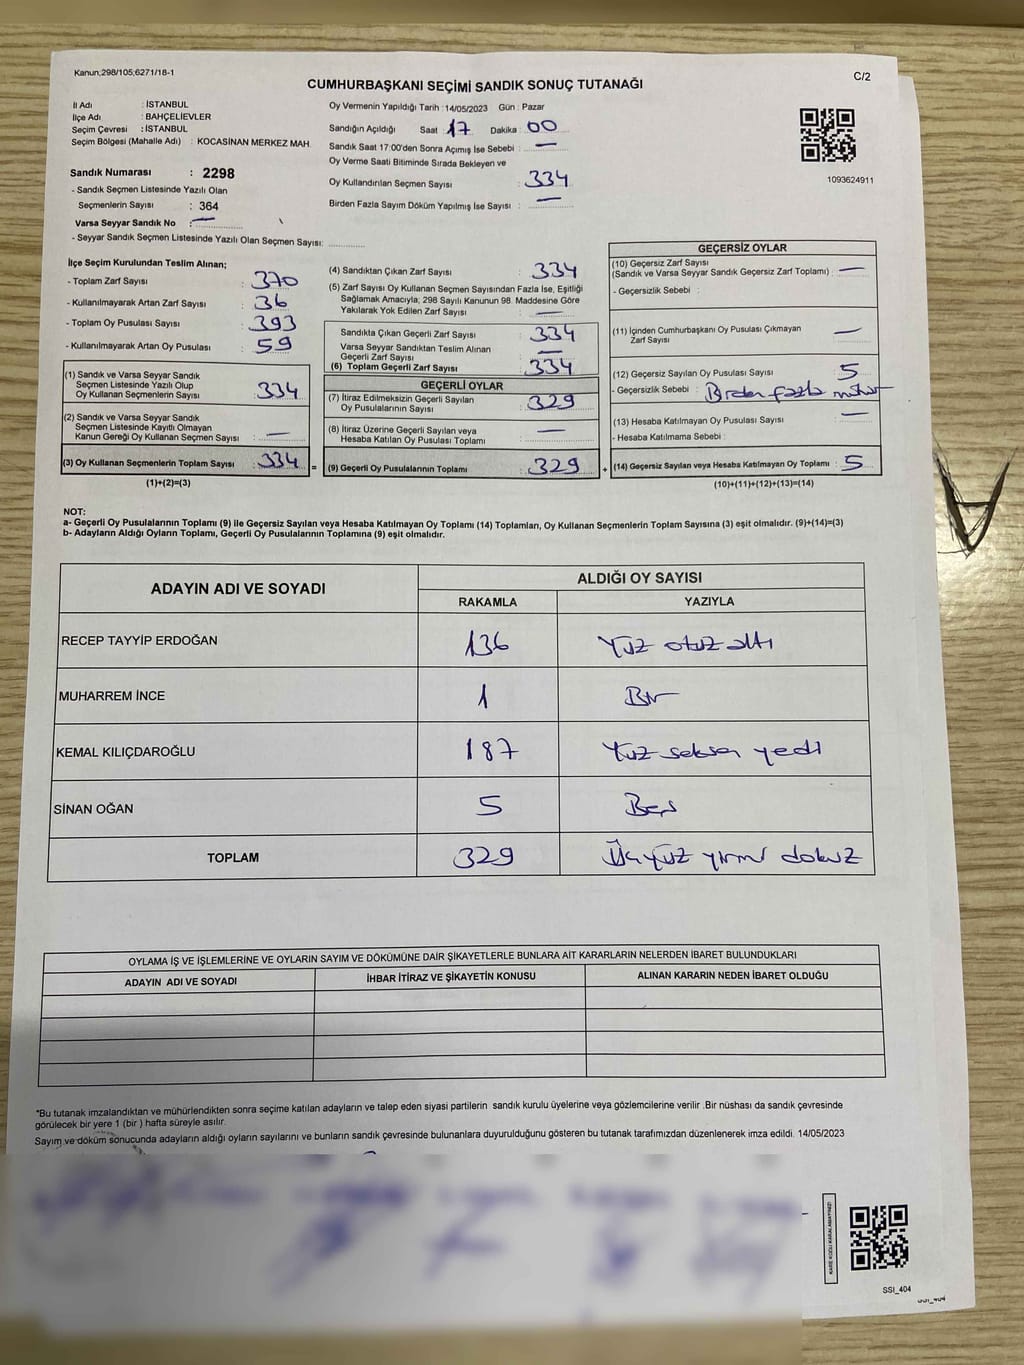 Kanun;298/105;6271/18-1
C/2
CUMHURBAŞKANI SEÇİMİ SANDIK SONUÇ TUTANAĞI
İl Adı : İSTANBUL
İlçe Adı : BAHÇELİEVLER
Seçim Çevresi : İSTANBUL
Seçim Bölgesi (Mahalle Adı) : KOCASİNAN MERKEZ MAH.
Sandık Numarası : 2298
- Sandık Seçmen Listesinde Yazılı Olan
Seçmenlerin Sayısı : 364
Varsa Seyyar Sandık No : —
- Seyyar Sandık Seçmen Listesinde Yazılı Olan Seçmen Sayısı: ............
Oy Vermenin Yapıldığı Tarih : 14/05/2023 Gün : Pazar
Sandığın Açıldığı Saat : 17 Dakika : 00
Sandık Saat 17:00'den Sonra Açımış İse Sebebi : —
Oy Verme Saati Bitiminde Sırada Bekleyen ve
Oy Kullandırılan Seçmen Sayısı : 334
Birden Fazla Sayım Döküm Yapılmış İse Sayısı : —
1093624911
İlçe Seçim Kurulundan Teslim Alınan;
- Toplam Zarf Sayısı : 370
- Kullanılmayarak Artan Zarf Sayısı : 36
- Toplam Oy Pusulası Sayısı : 393
- Kullanılmayarak Artan Oy Pusulası : 59
(1) Sandık ve Varsa Seyyar Sandık
Seçmen Listesinde Yazılı Olup
Oy Kullanan Seçmenlerin Sayısı : 334
(2) Sandık ve Varsa Seyyar Sandık
Seçmen Listesinde Kayıtlı Olmayan
Kanun Gereği Oy Kullanan Seçmen Sayısı : —
(3) Oy Kullanan Seçmenlerin Toplam Sayısı : 334 =
(1)+(2)=(3)
(4) Sandıktan Çıkan Zarf Sayısı : 334
(5) Zarf Sayısı Oy Kullanan Seçmen Sayısından Fazla İse, Eşitliği
Sağlamak Amacıyla; 298 Sayılı Kanunun 98. Maddesine Göre
Yakılarak Yok Edilen Zarf Sayısı : —
Sandıkta Çıkan Geçerli Zarf Sayısı : 334
Varsa Seyyar Sandıktan Teslim Alınan
Geçerli Zarf Sayısı : —
(6) Toplam Geçerli Zarf Sayısı : 334
GEÇERLİ OYLAR
(7) İtiraz Edilmeksizin Geçerli Sayılan
Oy Pusulalarının Sayısı : 329
(8) İtiraz Üzerine Geçerli Sayılan veya
Hesaba Katılan Oy Pusulası Toplamı : —
(9) Geçerli Oy Pusulalarının Toplamı : 329 +
GEÇERSİZ OYLAR
(10) Geçersiz Zarf Sayısı
(Sandık ve Varsa Seyyar Sandık Geçersiz Zarf Toplamı) : —
- Geçersizlik Sebebi :
(11) İçinden Cumhurbaşkanı Oy Pusulası Çıkmayan
Zarf Sayısı : —
(12) Geçersiz Sayılan Oy Pusulası Sayısı : 5
- Geçersizlik Sebebi : Birden fazla mühür
(13) Hesaba Katılmayan Oy Pusulası Sayısı : —
- Hesaba Katılmama Sebebi :
(14) Geçersiz Sayılan veya Hesaba Katılmayan Oy Toplamı : 5
(10)+(11)+(12)+(13)=(14)
NOT:
a- Geçerli Oy Pusulalarının Toplamı (9) ile Geçersiz Sayılan veya Hesaba Katılmayan Oy Toplamı (14) Toplamları, Oy Kullanan Seçmenlerin Toplam Sayısına (3) eşit olmalıdır. (9)+(14)=(3)
b- Adayların Aldığı Oyların Toplamı, Geçerli Oy Pusulalarının Toplamına (9) eşit olmalıdır.
ADAYIN ADI VE SOYADI
ALDIĞI OY SAYISI
RAKAMLA YAZIYLA
RECEP TAYYİP ERDOĞAN 136 Yüz otuz altı
MUHARREM İNCE 1 Bir
KEMAL KILIÇDAROĞLU 187 Yüz seksen yedi
SİNAN OĞAN 5 Beş
TOPLAM 329 Üçyüz yirmi dokuz
OYLAMA İŞ VE İŞLEMLERİNE VE OYLARIN SAYIM VE DÖKÜMÜNE DAİR ŞİKAYETLERLE BUNLARA AİT KARARLARIN NELERDEN İBARET BULUNDUKLARI
ADAYIN ADI VE SOYADI İHBAR İTİRAZ VE ŞİKAYETİN KONUSU ALINAN KARARIN NEDEN İBARET OLDUĞU
*Bu tutanak imzalandıktan ve mühürlendikten sonra seçime katılan adayların ve talep eden siyasi partilerin sandık kurulu üyelerine veya gözlemcilerine verilir .Bir nüshası da sandık çevresinde
görülecek bir yere 1 (bir ) hafta süreyle asılır.
Sayım ve döküm sonucunda adayların aldığı oyların sayılarını ve bunların sandık çevresinde bulunanlara duyurulduğunu gösteren bu tutanak tarafımızdan düzenlenerek imza edildi. 14/05/2023
KARE KODU KARALAMAYINIZ!
SSI_404
SSI_404